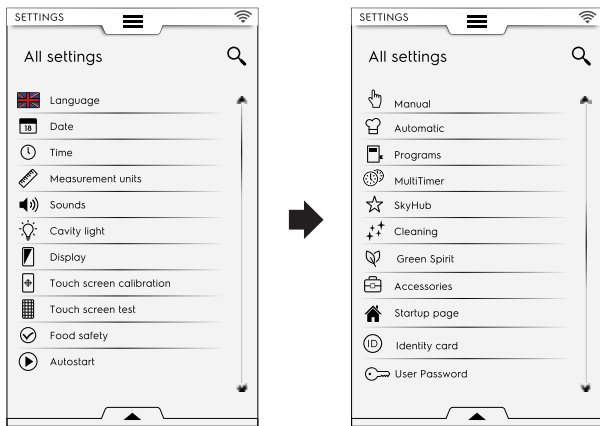 SETTINGS
All settings
Language
18 Date
Time
Measurement units
Sounds
Cavity light
Display
Touch screen calibration
Touch screen test
Food safety
Autostart
SETTINGS
All settings
Manual
Automatic
Programs
MultiTimer
SkyHub
Cleaning
Green Spirit
Accessories
Startup page
ID Identity card
User Password